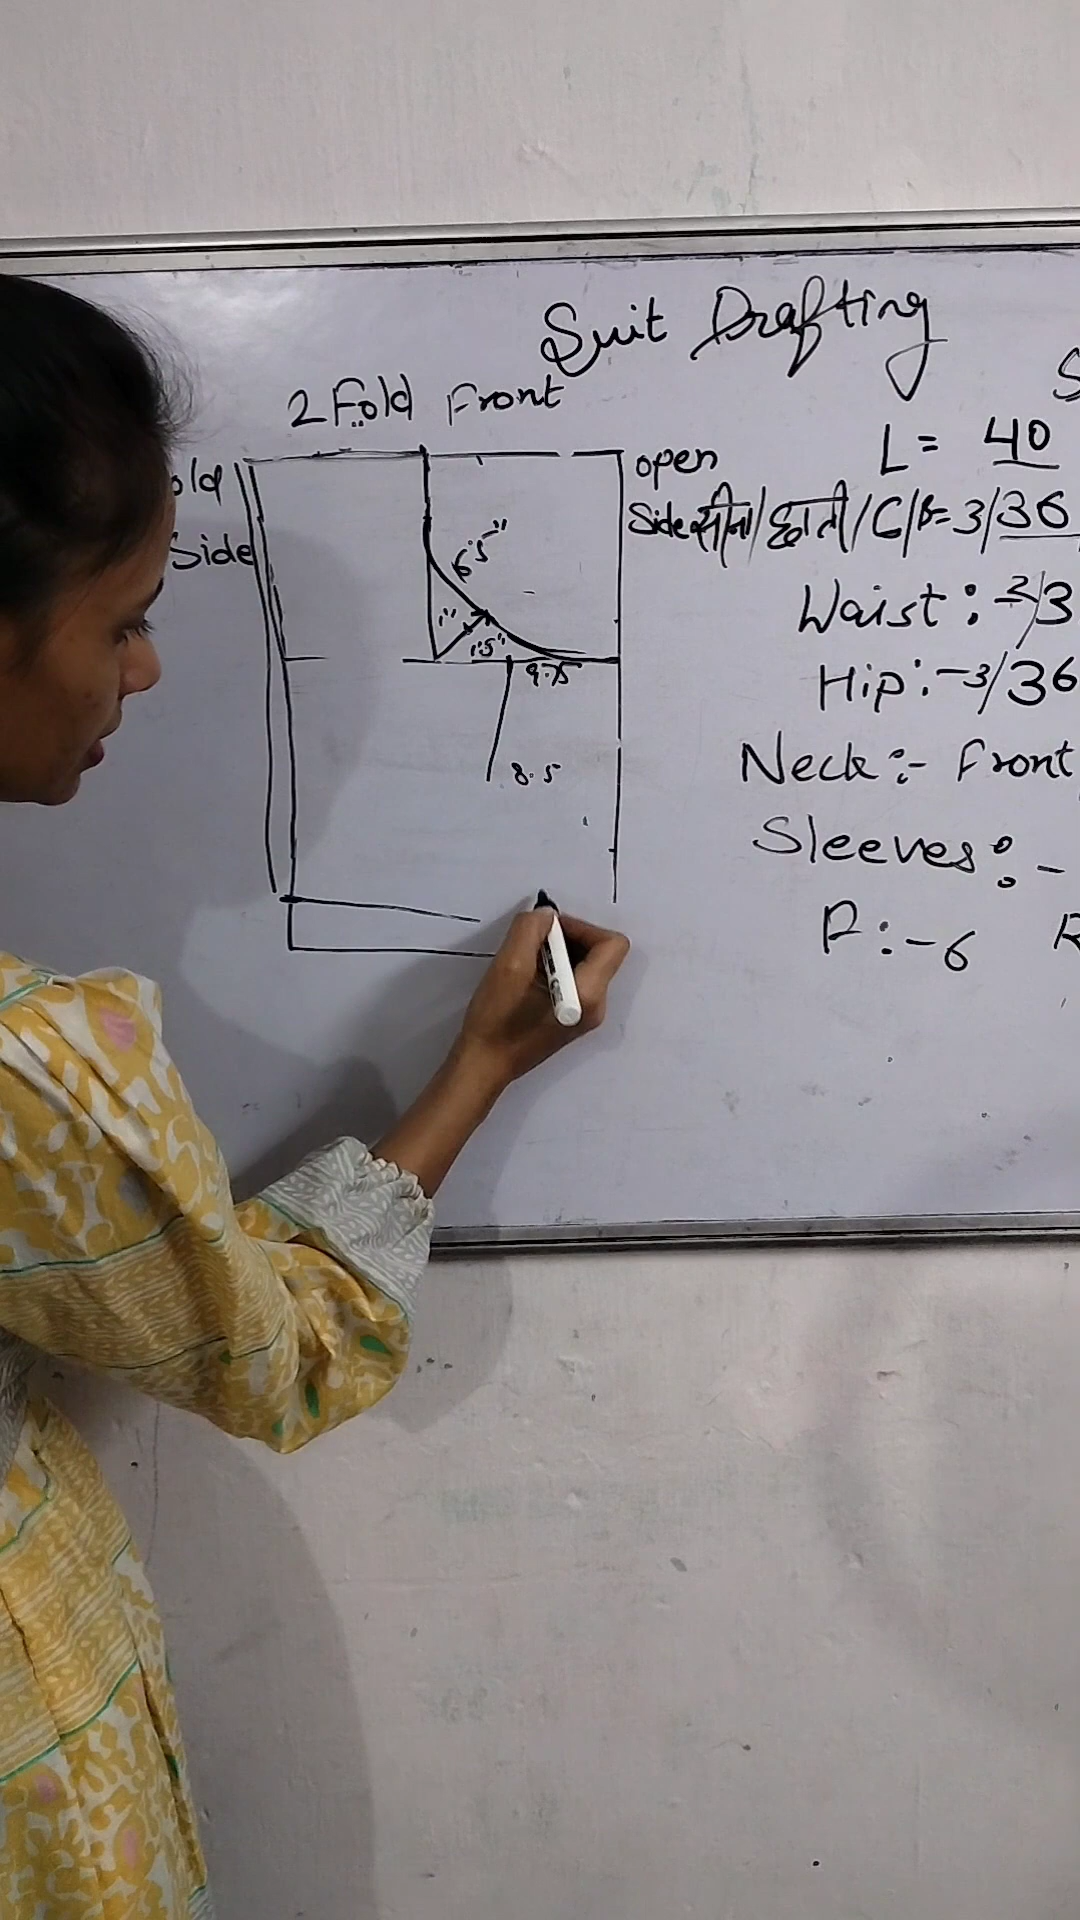 Suit Drafting
2 Fold Front
L = 40
old
Side
open
Side सीना/छाती/C/B = 3/36
6.5"
1"
1.5"
9.75
8.5
Waist :- 3/3
Hip :- 3/36
Neck :- Front
Sleeves :-
:- 6